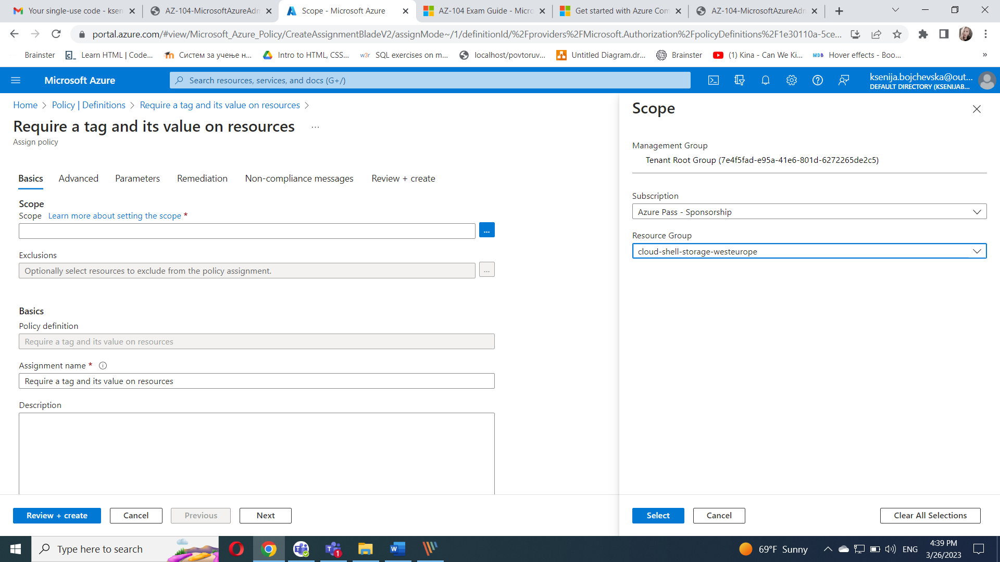 Your single-use code - ksen
AZ-104-MicrosoftAzureAdn
Scope - Microsoft Azure
AZ-104 Exam Guide - Micro
Get started with Azure Com
AZ-104-MicrosoftAzureAdn
portal.azure.com/#view/Microsoft_Azure_Policy/CreateAssignmentBladeV2/assignMode~/1/definitionId/%2Fproviders%2FMicrosoft.Authorization%2FpolicyDefinitions%2F1e30110a-5ce...
Brainster
Learn HTML | Code...
Систем за учење н...
Intro to HTML, CSS...
w3r SQL exercises on m...
localhost/povtoruv...
Untitled Diagram.dr...
Brainster
(1) Kina - Can We Ki...
MDB Hover effects - Boo...
»
Microsoft Azure
Search resources, services, and docs (G+/)
ksenija.bojchevska@out...
DEFAULT DIRECTORY (KSENIJAB...
Home > Policy | Definitions > Require a tag and its value on resources >
Require a tag and its value on resources ...
Assign policy
Basics Advanced Parameters Remediation Non-compliance messages Review + create
Scope
Scope Learn more about setting the scope *
...
Exclusions
Optionally select resources to exclude from the policy assignment.
...
Basics
Policy definition
Require a tag and its value on resources
Assignment name *
Require a tag and its value on resources
Description
Review + create Cancel Previous Next
Scope
Management Group
Tenant Root Group (7e4f5fad-e95a-41e6-801d-6272265de2c5)
Subscription
Azure Pass - Sponsorship
Resource Group
cloud-shell-storage-westeurope
Select Cancel Clear All Selections
Type here to search
1
69°F Sunny
ENG
4:39 PM
3/26/2023